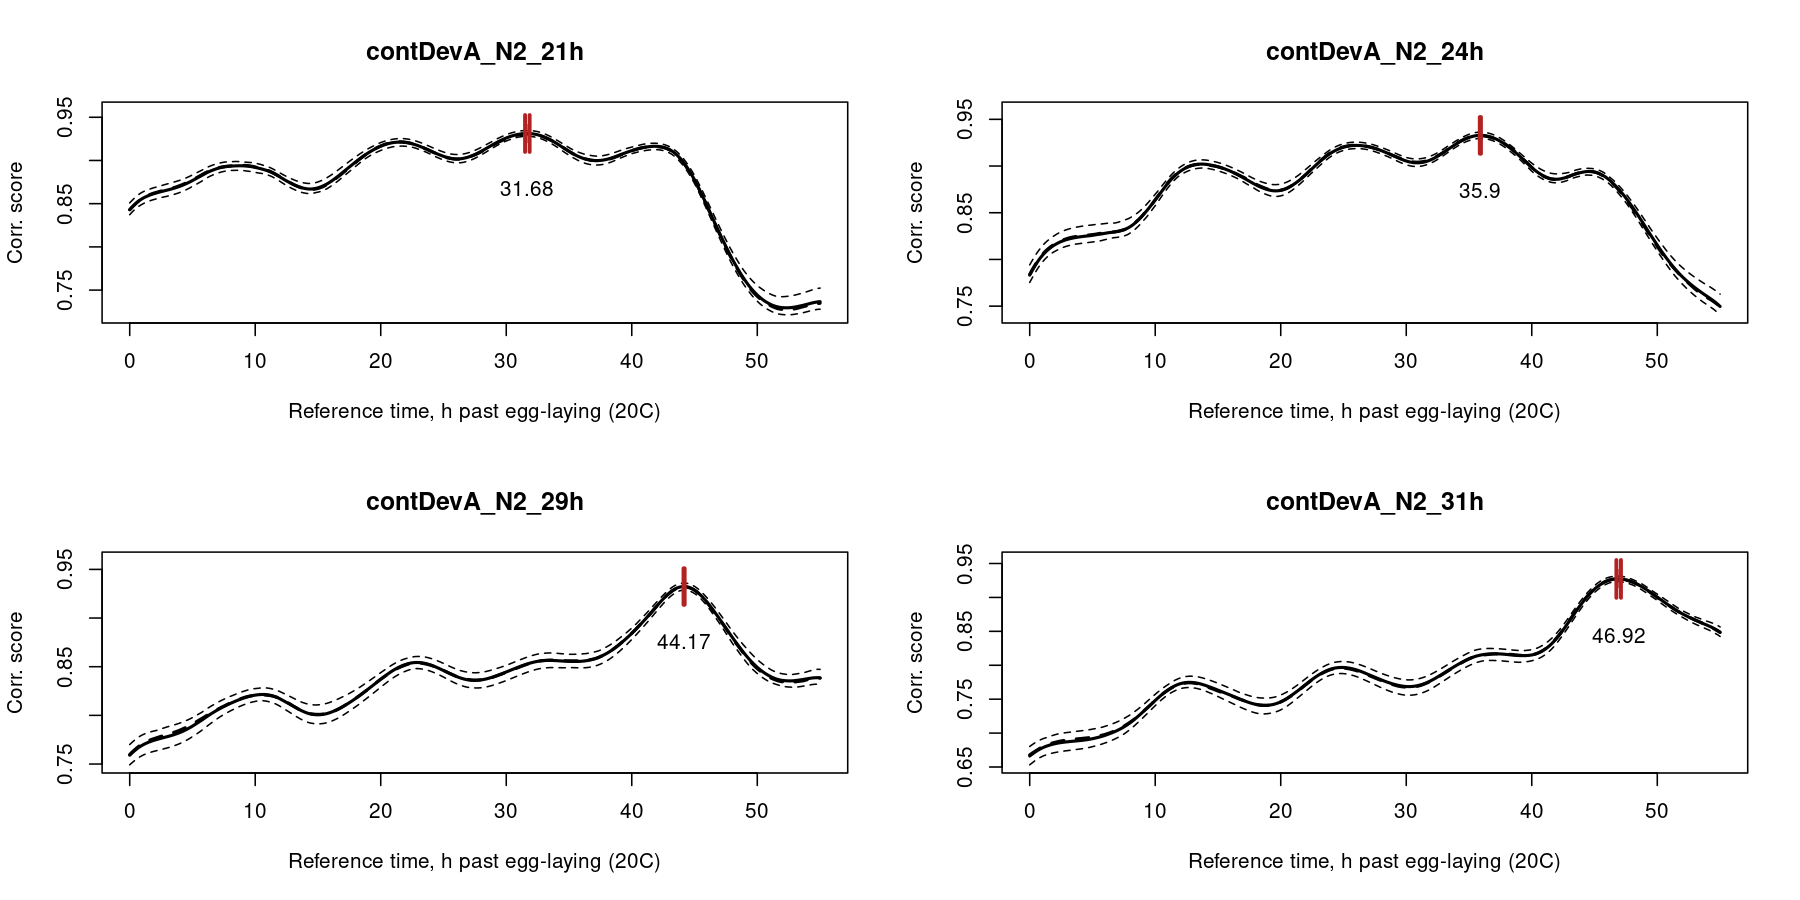 contDevA_N2_21h
Corr. score
0.95
0.85
0.75
31.68
0 10 20 30 40 50
Reference time, h past egg-laying (20C)
contDevA_N2_24h
Corr. score
0.95
0.85
0.75
35.9
0 10 20 30 40 50
Reference time, h past egg-laying (20C)
contDevA_N2_29h
Corr. score
0.95
0.85
0.75
44.17
0 10 20 30 40 50
Reference time, h past egg-laying (20C)
contDevA_N2_31h
Corr. score
0.95
0.85
0.75
0.65
46.92
0 10 20 30 40 50
Reference time, h past egg-laying (20C)